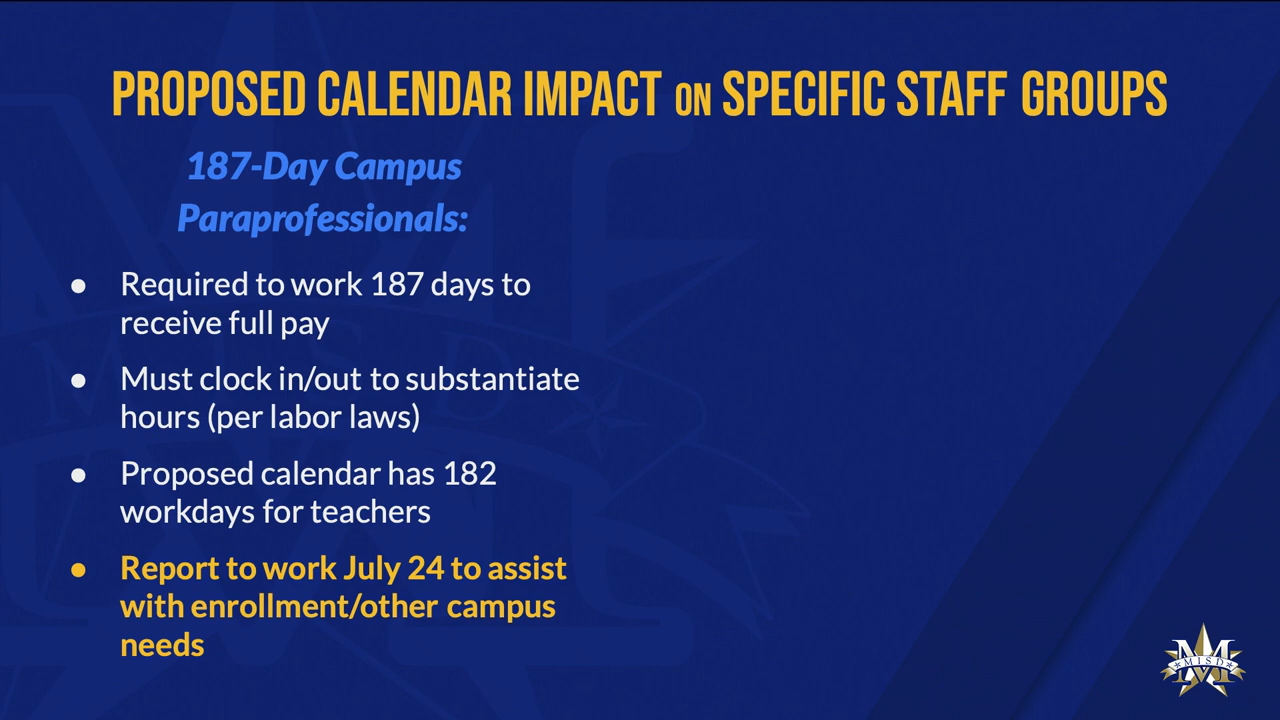 PROPOSED CALENDAR IMPACT ON SPECIFIC STAFF GROUPS
187-Day Campus
Paraprofessionals:
● Required to work 187 days to
receive full pay
● Must clock in/out to substantiate
hours (per labor laws)
● Proposed calendar has 182
workdays for teachers
● Report to work July 24 to assist
with enrollment/other campus
needs
M
MISD